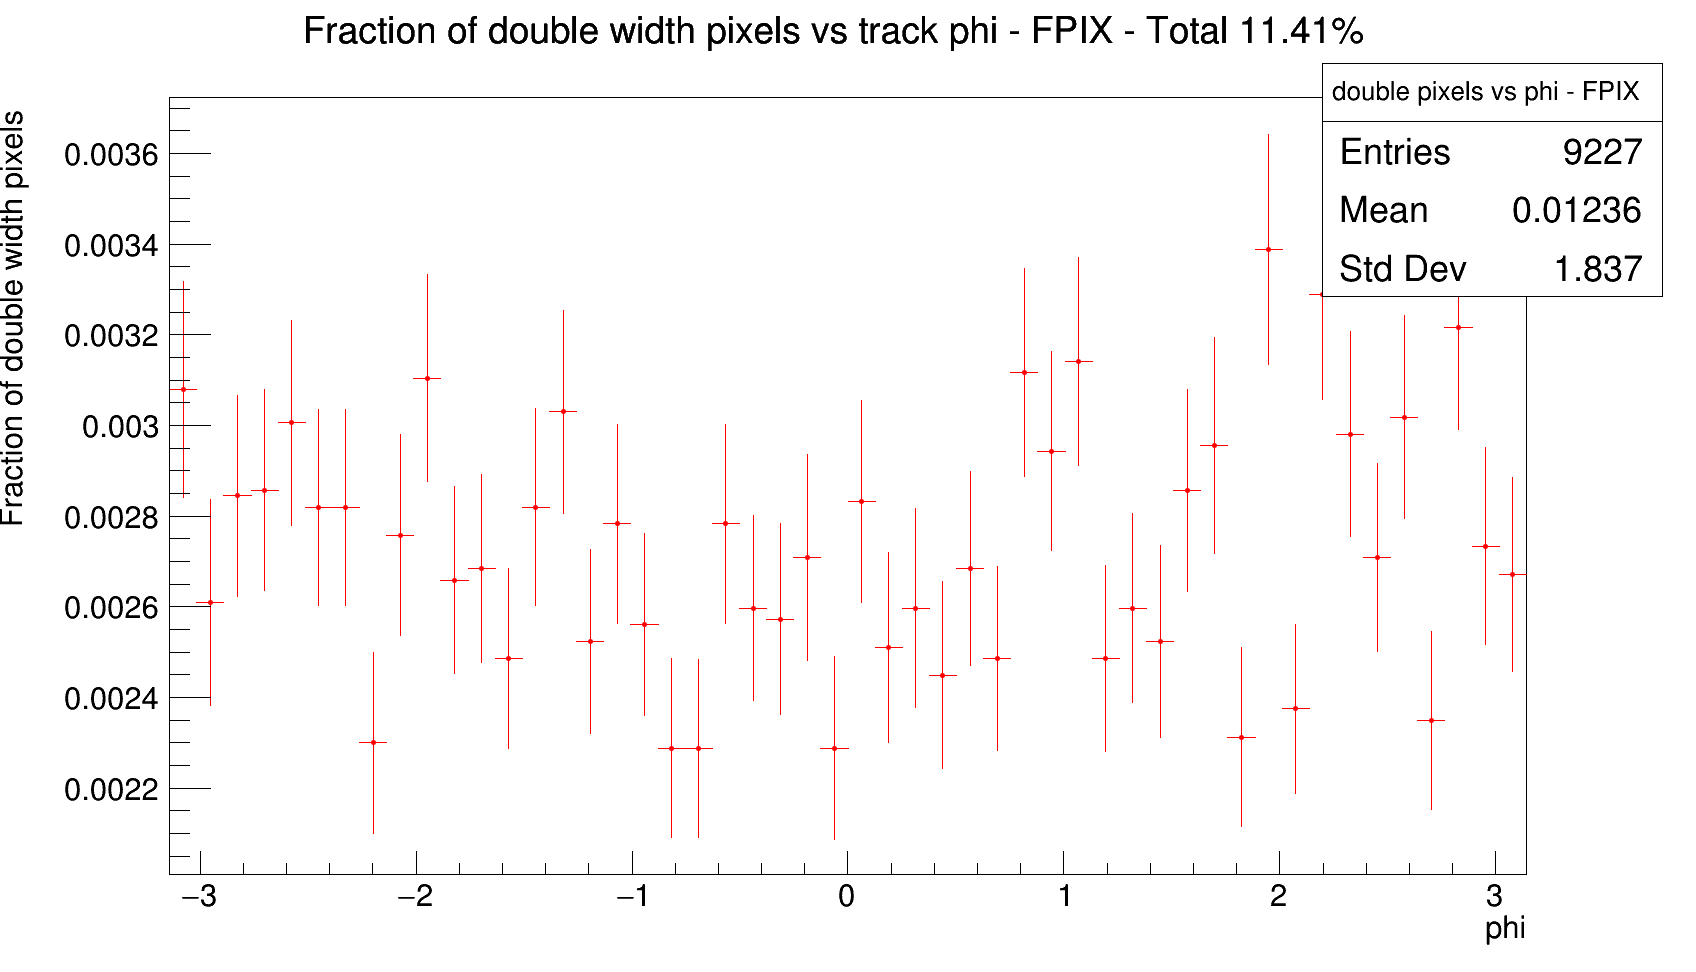 Fraction of double width pixels vs track phi - FPIX - Total 11.41%
double pixels vs phi - FPIX
Entries 9227
Mean 0.01236
Std Dev 1.837
Fraction of double width pixels
0.0036
0.0034
0.0032
0.003
0.0028
0.0026
0.0024
0.0022
−3 −2 −1 0 1 2 3
phi